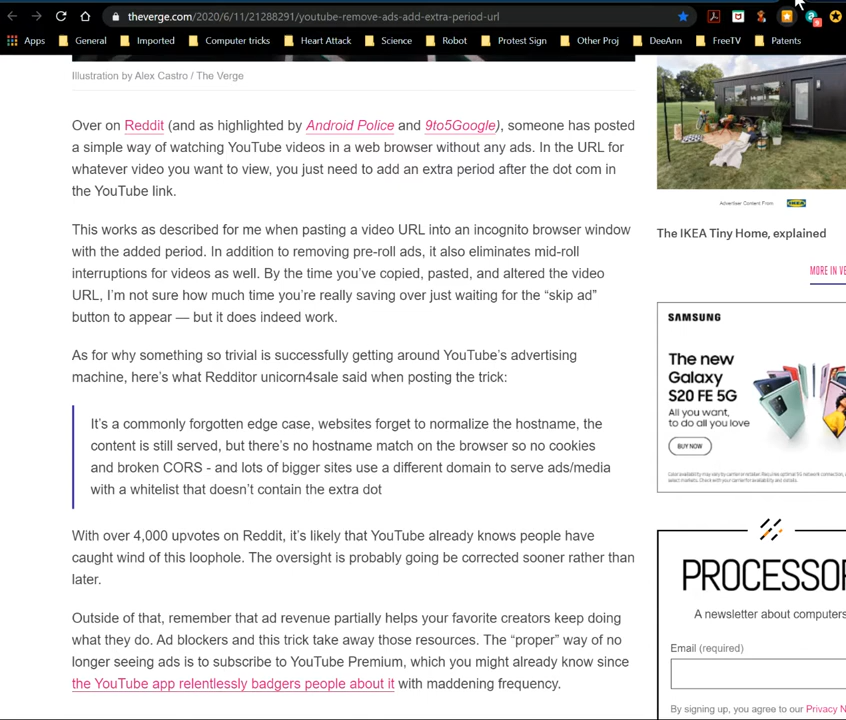 theverge.com/2020/6/11/21288291/youtube-remove-ads-add-extra-period-url
Apps General Imported Computer tricks Heart Attack Science Robot Protest Sign Other Proj DeeAnn FreeTV Patents
Illustration by Alex Castro / The Verge
Over on Reddit (and as highlighted by Android Police and 9to5Google), someone has posted
a simple way of watching YouTube videos in a web browser without any ads. In the URL for
whatever video you want to view, you just need to add an extra period after the dot com in
the YouTube link.
This works as described for me when pasting a video URL into an incognito browser window
with the added period. In addition to removing pre-roll ads, it also eliminates mid-roll
interruptions for videos as well. By the time you’ve copied, pasted, and altered the video
URL, I’m not sure how much time you’re really saving over just waiting for the “skip ad”
button to appear — but it does indeed work.
As for why something so trivial is successfully getting around YouTube’s advertising
machine, here’s what Redditor unicorn4sale said when posting the trick:
It’s a commonly forgotten edge case, websites forget to normalize the hostname, the
content is still served, but there’s no hostname match on the browser so no cookies
and broken CORS - and lots of bigger sites use a different domain to serve ads/media
with a whitelist that doesn’t contain the extra dot
With over 4,000 upvotes on Reddit, it’s likely that YouTube already knows people have
caught wind of this loophole. The oversight is probably going be corrected sooner rather than
later.
Outside of that, remember that ad revenue partially helps your favorite creators keep doing
what they do. Ad blockers and this trick take away those resources. The “proper” way of no
longer seeing ads is to subscribe to YouTube Premium, which you might already know since
the YouTube app relentlessly badgers people about it with maddening frequency.
Advertiser Content From IKEA
The IKEA Tiny Home, explained
MORE IN VE
SAMSUNG
The new
Galaxy
S20 FE 5G
All you want,
to do all you love
BUY NOW
PROCESSOR
A newsletter about computers
Email (required)
By signing up, you agree to our Privacy N